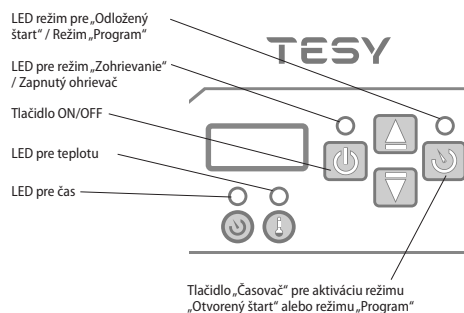 LED režim pre „Odložený
štart“ / Režim „Program“
TESY
LED pre režim „Zohrievanie“
/ Zapnutý ohrievač
Tlačidlo ON/OFF
LED pre teplotu
LED pre čas
Tlačidlo „Časovač“ pre aktiváciu režimu
„Otvorený štart“ alebo režimu „Program“